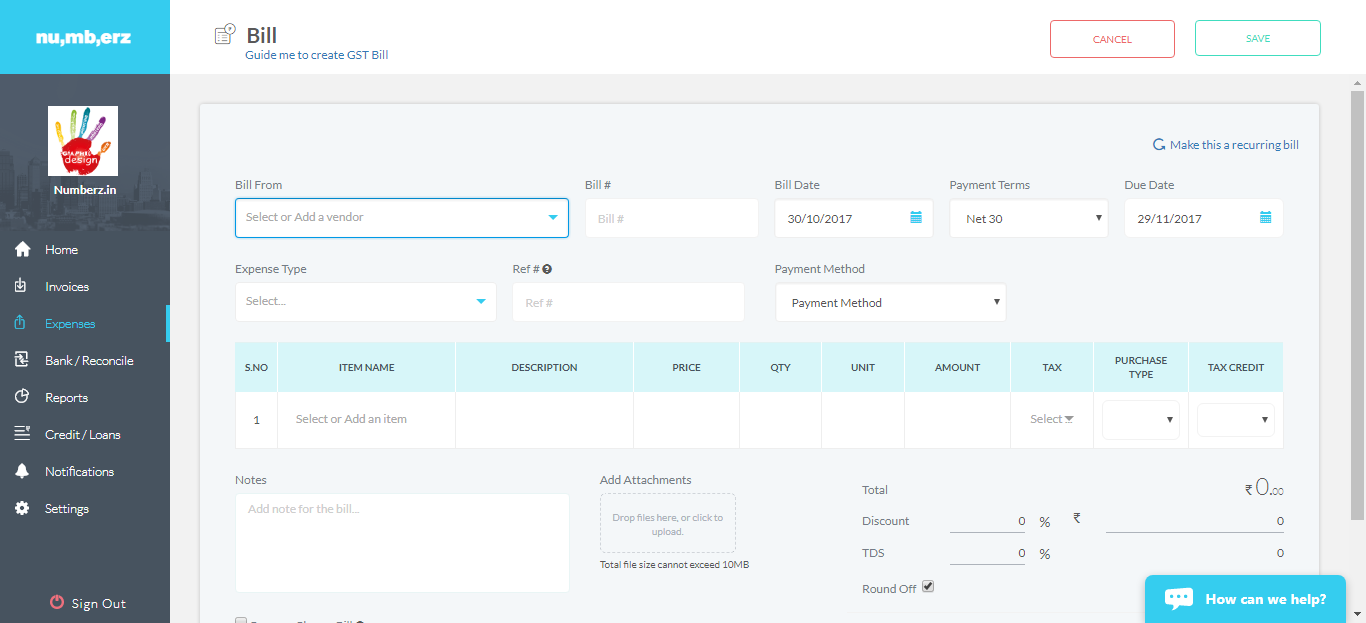 nu,mb,erz
Bill
Guide me to create GST Bill
CANCEL
SAVE
GRAPHIC
design
Numberz.in
Home
Invoices
Expenses
Bank / Reconcile
Reports
Credit / Loans
Notifications
Settings
Sign Out
Make this a recurring bill
Bill From
Bill #
Bill Date
Payment Terms
Due Date
Select or Add a vendor
Bill #
30/10/2017
Net 30
29/11/2017
Expense Type
Ref #
Payment Method
Select...
Ref #
Payment Method
S.NO ITEM NAME DESCRIPTION PRICE QTY UNIT AMOUNT TAX PURCHASE TYPE TAX CREDIT
1 Select or Add an item Select
Notes
Add note for the bill...
Add Attachments
Drop files here, or click to
upload.
Total file size cannot exceed 10MB
Total ₹ 0.00
Discount 0 % ₹ 0
TDS 0 % 0
Round Off
How can we help?